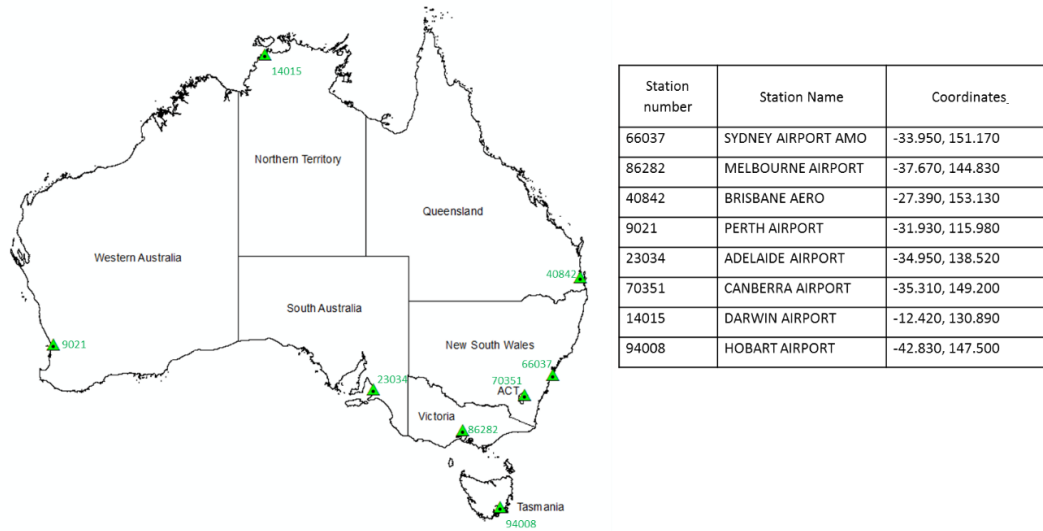 14015
Northern Territory
Queensland
Western Australia
40842
South Australia
9021
New South Wales
66037
23034
70351
ACT
Victoria
86282
Tasmania
94008
Station number Station Name Coordinates
66037 SYDNEY AIRPORT AMO -33.950, 151.170
86282 MELBOURNE AIRPORT -37.670, 144.830
40842 BRISBANE AERO -27.390, 153.130
9021 PERTH AIRPORT -31.930, 115.980
23034 ADELAIDE AIRPORT -34.950, 138.520
70351 CANBERRA AIRPORT -35.310, 149.200
14015 DARWIN AIRPORT -12.420, 130.890
94008 HOBART AIRPORT -42.830, 147.500